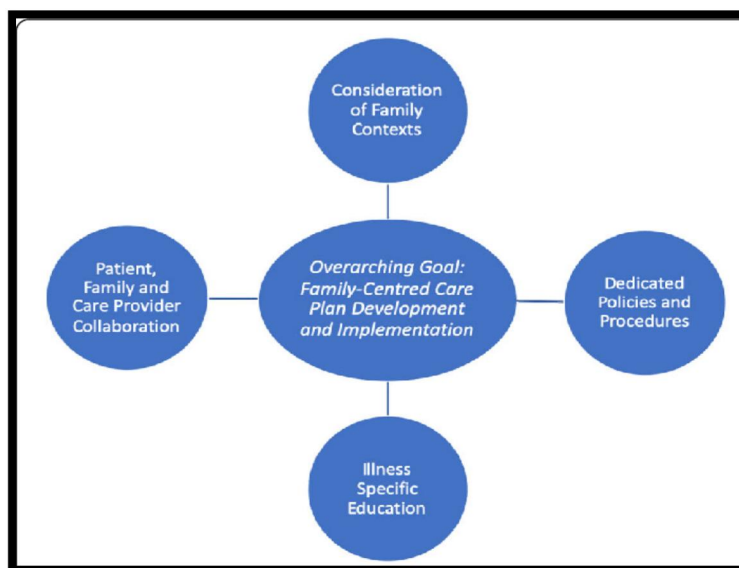 Consideration
of Family
Contexts
Patient,
Family and
Care Provider
Collaboration
Overarching Goal:
Family-Centred Care
Plan Development
and Implementation
Dedicated
Policies and
Procedures
Illness
Specific
Education